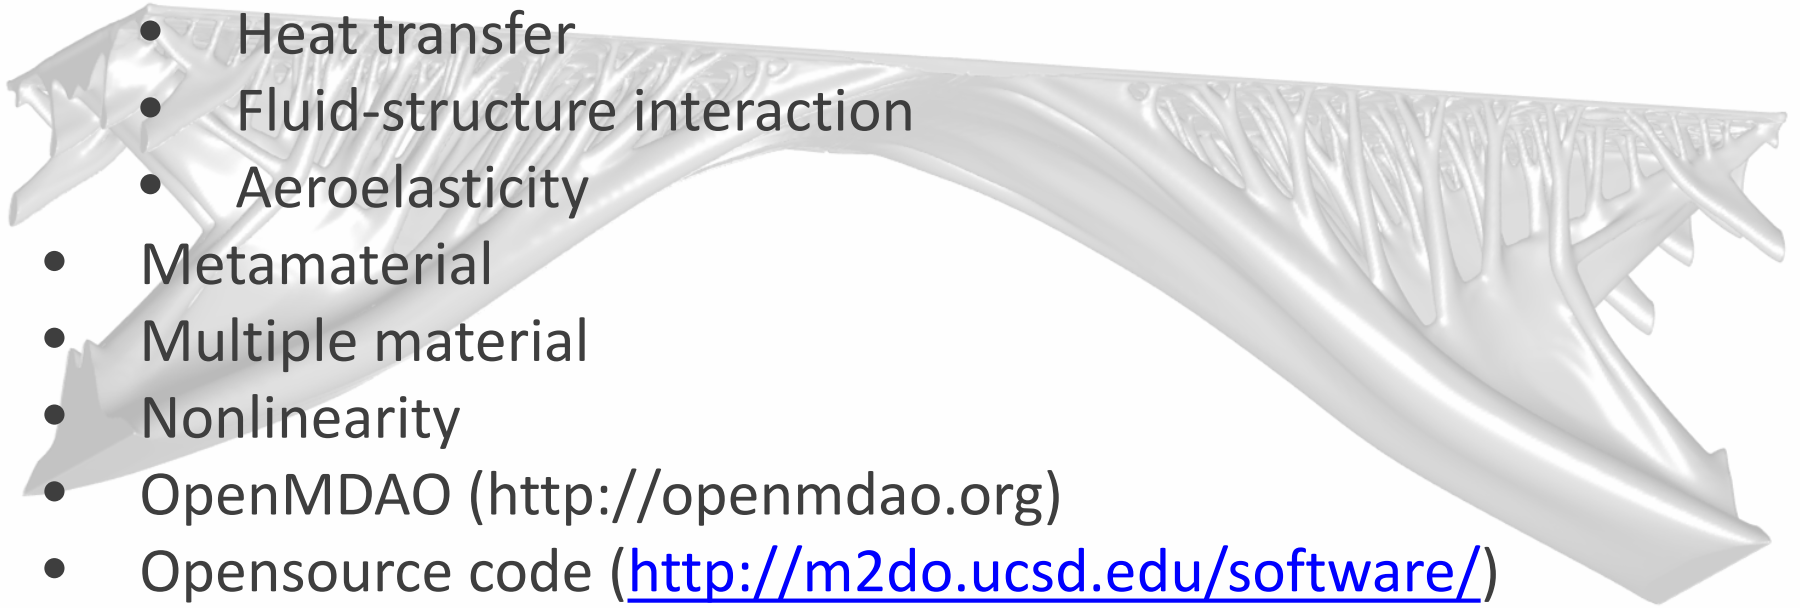 • Heat transfer
• Fluid-structure interaction
• Aeroelasticity
• Metamaterial
• Multiple material
• Nonlinearity
• OpenMDAO (http://openmdao.org)
• Opensource code (http://m2do.ucsd.edu/software/)